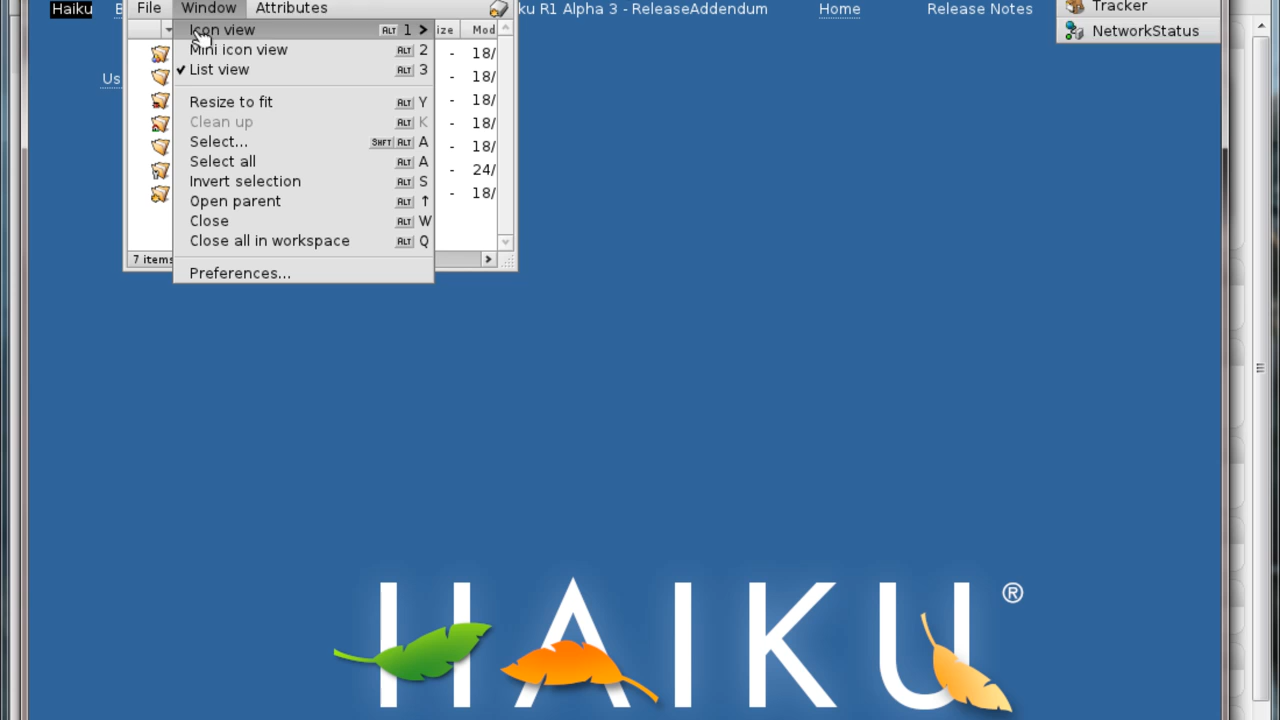 File Window Attributes
Haiku
ku R1 Alpha 3 - ReleaseAddendum
Home
Release Notes
Tracker
NetworkStatus
Icon view ALT 1
ize Mod
Mini icon view ALT 2
List view ALT 3
Us
Resize to fit ALT Y
Clean up ALT K
Select... SHFT ALT A
Select all ALT A
Invert selection ALT S
Open parent ALT ↑
Close ALT W
Close all in workspace ALT Q
Preferences...
- 18/
- 18/
- 18/
- 18/
- 18/
- 24/
- 18/
7 items
HAIKU®